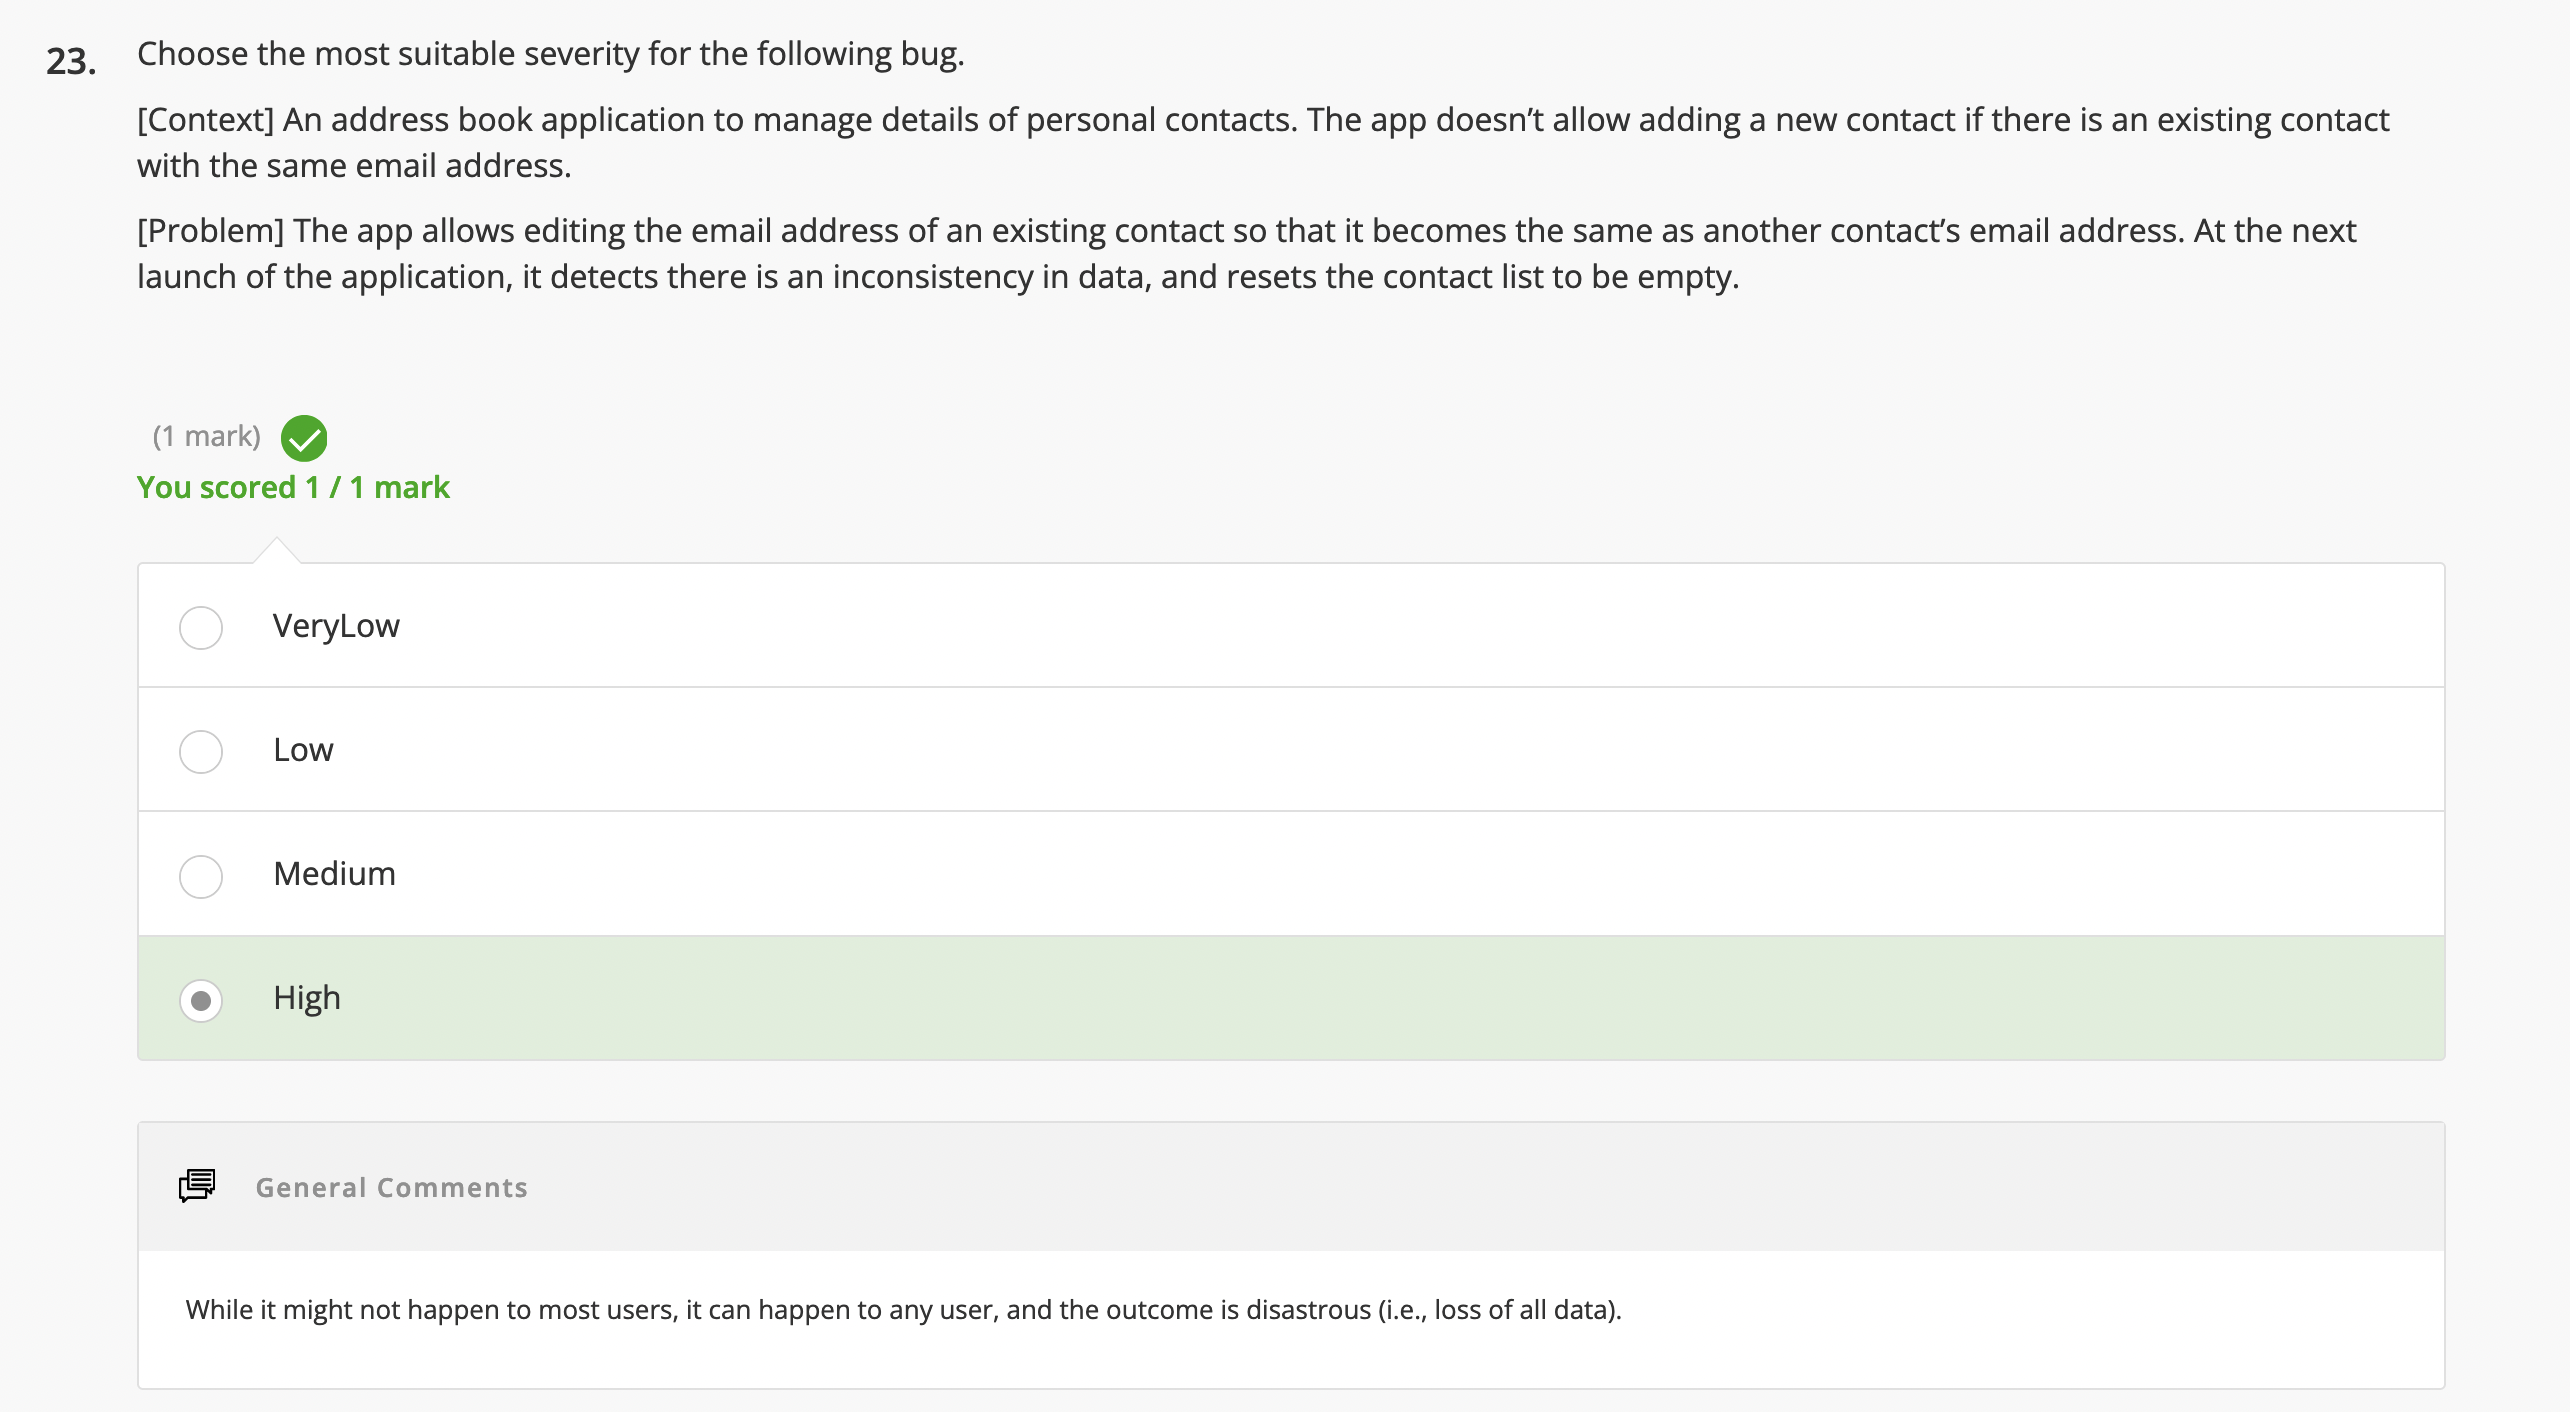 23.
Choose the most suitable severity for the following bug.
[Context] An address book application to manage details of personal contacts. The app doesn’t allow adding a new contact if there is an existing contact
with the same email address.
[Problem] The app allows editing the email address of an existing contact so that it becomes the same as another contact’s email address. At the next
launch of the application, it detects there is an inconsistency in data, and resets the contact list to be empty.
(1 mark)
You scored 1 / 1 mark
VeryLow
Low
Medium
High
General Comments
While it might not happen to most users, it can happen to any user, and the outcome is disastrous (i.e., loss of all data).